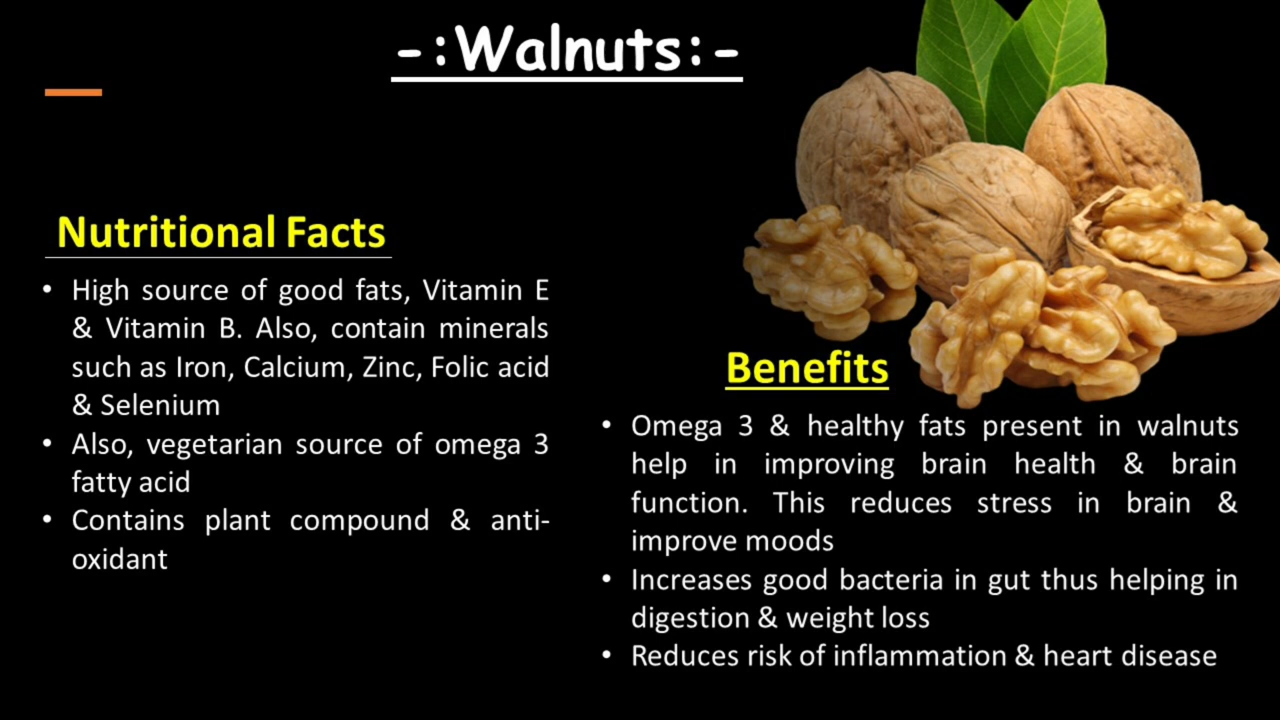 -:Walnuts:-
Nutritional Facts
• High source of good fats, Vitamin E
& Vitamin B. Also, contain minerals
such as Iron, Calcium, Zinc, Folic acid
& Selenium
• Also, vegetarian source of omega 3
fatty acid
• Contains plant compound & anti-
oxidant
Benefits
• Omega 3 & healthy fats present in walnuts
help in improving brain health & brain
function. This reduces stress in brain &
improve moods
• Increases good bacteria in gut thus helping in
digestion & weight loss
• Reduces risk of inflammation & heart disease